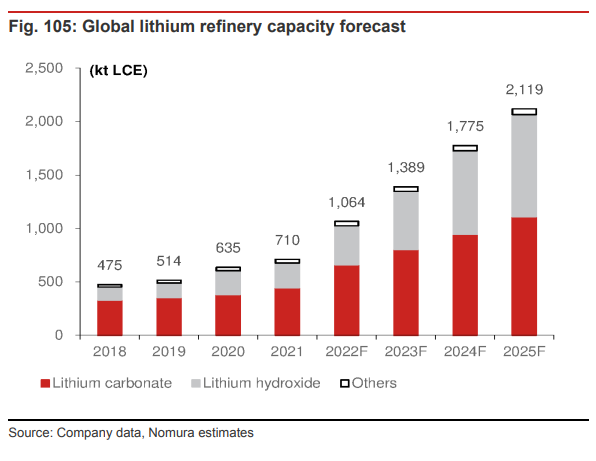 Fig. 105: Global lithium refinery capacity forecast
(kt LCE)
2,500
2,000
1,500
1,000
500
0
475
514
635
710
1,064
1,389
1,775
2,119
2018 2019 2020 2021 2022F 2023F 2024F 2025F
Lithium carbonate Lithium hydroxide Others
Source: Company data, Nomura estimates